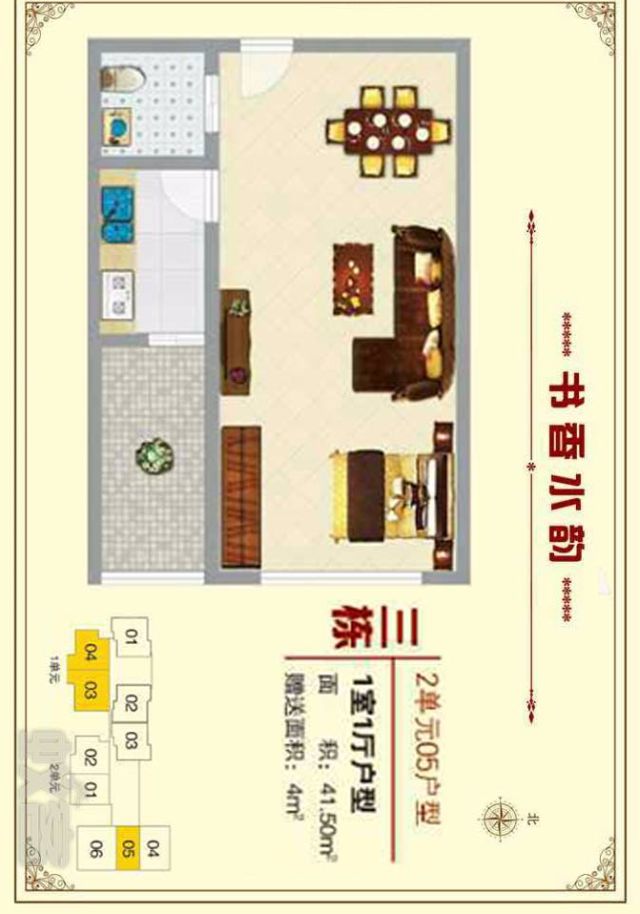 ***** 书香水韵 *****
三栋
2单元05户型
1室1厅户型
面 积：41.50㎡
赠送面积：4㎡
北
01
04
03
1单元
02
03
02
01
2单元
04
05
06